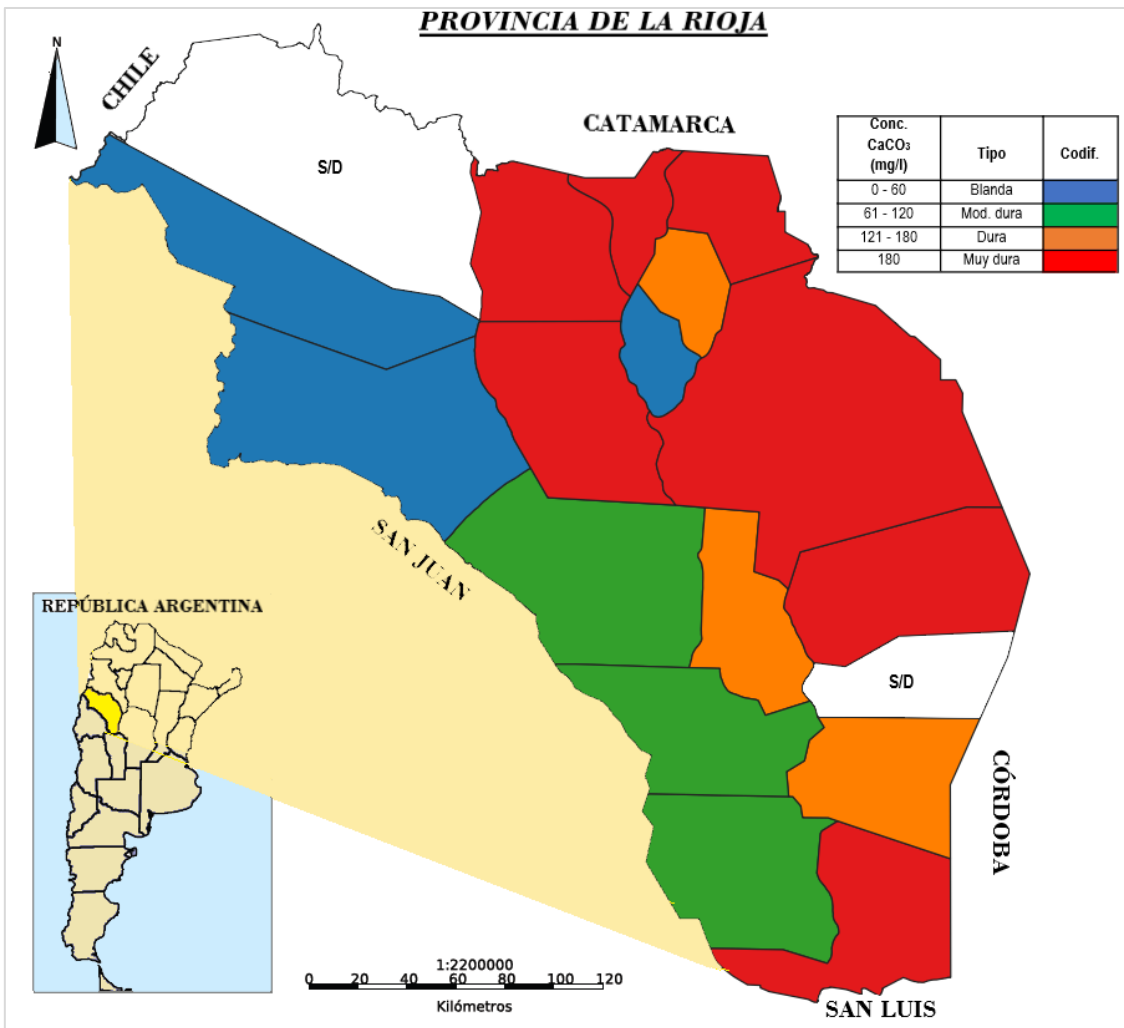 PROVINCIA DE LA RIOJA
N
CHILE
CATAMARCA
S/D
Conc.
CaCO₃
(mg/l)
Tipo
Codif.
0 - 60
Blanda
61 - 120
Mod. dura
121 - 180
Dura
180
Muy dura
SAN JUAN
REPÚBLICA ARGENTINA
S/D
CÓRDOBA
1:2200000
0 20 40 60 80 100 120
Kilómetros
SAN LUIS